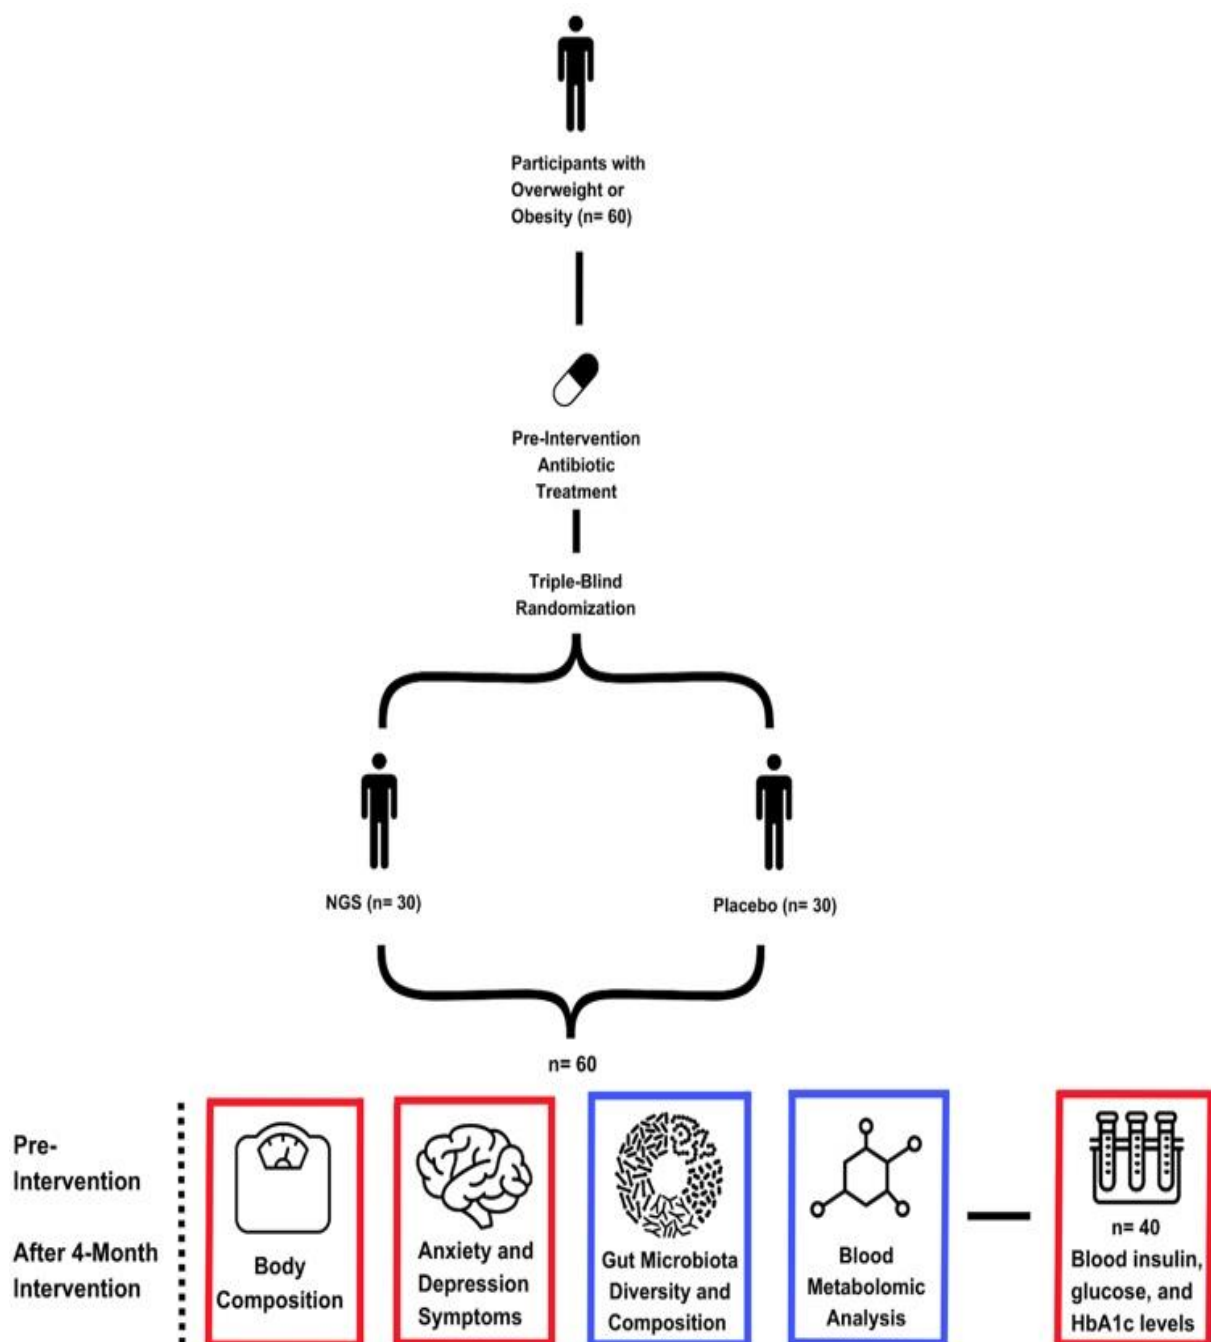 Participants with
Overweight or
Obesity (n= 60)
Pre-Intervention
Antibiotic
Treatment
Triple-Blind
Randomization
NGS (n= 30)
Placebo (n= 30)
n= 60
Pre-
Intervention
After 4-Month
Intervention
Body
Composition
Anxiety and
Depression
Symptoms
Gut Microbiota
Diversity and
Composition
Blood
Metabolomic
Analysis
n= 40
Blood insulin,
glucose, and
HbA1c levels